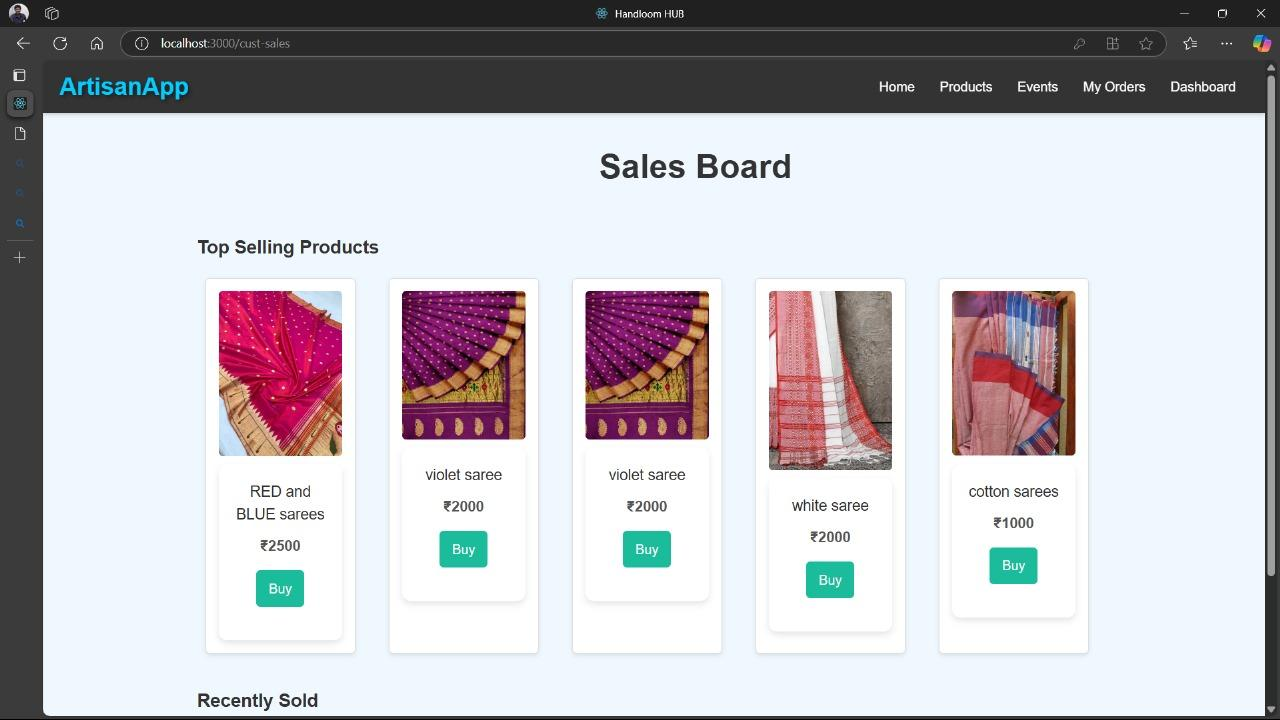 Handloom HUB
localhost:3000/cust-sales
ArtisanApp
Home Products Events My Orders Dashboard
Sales Board
Top Selling Products
RED and
BLUE sarees
₹2500
Buy
violet saree
₹2000
Buy
violet saree
₹2000
Buy
white saree
₹2000
Buy
cotton sarees
₹1000
Buy
Recently Sold